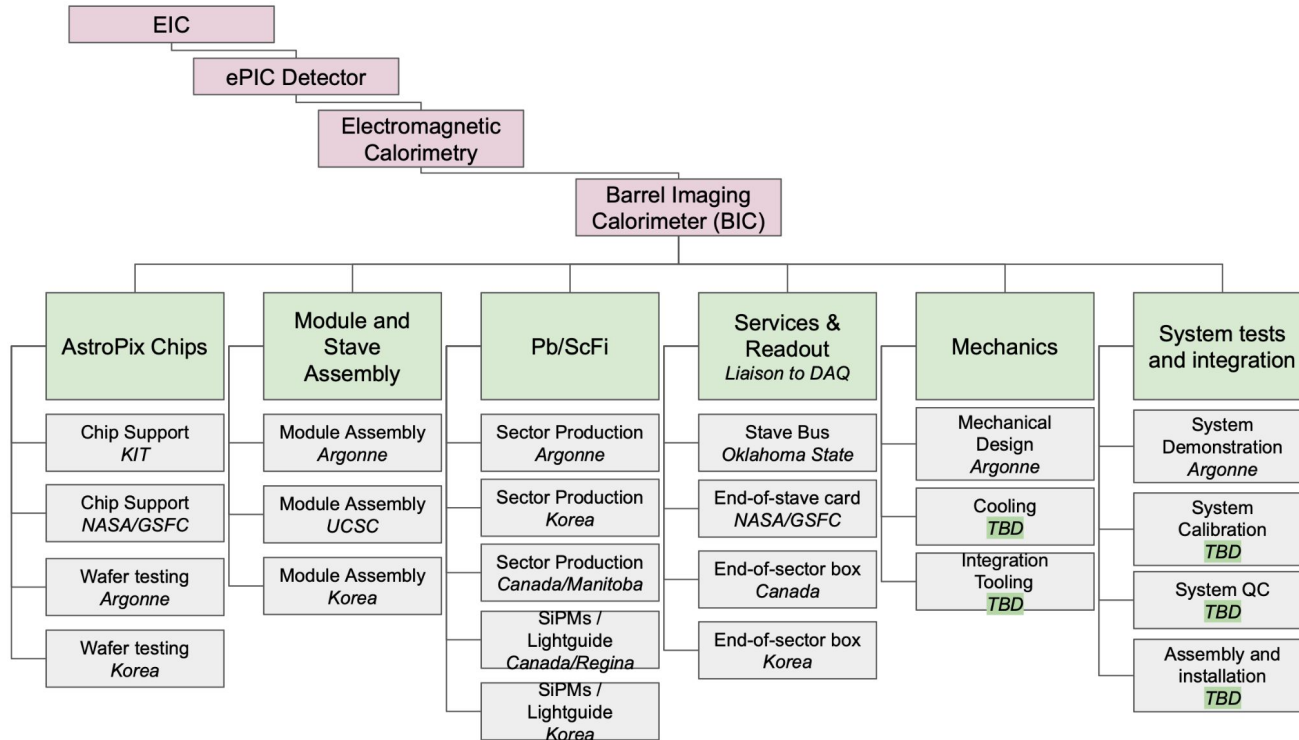 EIC
ePIC Detector
Electromagnetic
Calorimetry
Barrel Imaging
Calorimeter (BIC)
AstroPix Chips
Chip Support
KIT
Chip Support
NASA/GSFC
Wafer testing
Argonne
Wafer testing
Korea
Module and
Stave
Assembly
Module Assembly
Argonne
Module Assembly
UCSC
Module Assembly
Korea
Pb/ScFi
Sector Production
Argonne
Sector Production
Korea
Sector Production
Canada/Manitoba
SiPMs /
Lightguide
Canada/Regina
SiPMs /
Lightguide
Korea
Services &
Readout
Liaison to DAQ
Stave Bus
Oklahoma State
End-of-stave card
NASA/GSFC
End-of-sector box
Canada
End-of-sector box
Korea
Mechanics
Mechanical
Design
Argonne
Cooling
TBD
Integration
Tooling
TBD
System tests
and integration
System
Demonstration
Argonne
System
Calibration
TBD
System QC
TBD
Assembly and
installation
TBD